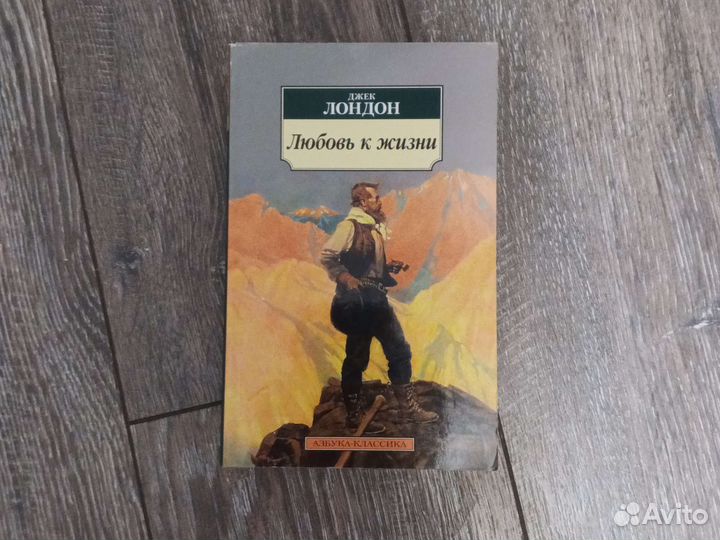 ДЖЕК
ЛОНДОН
Любовь к жизни
АЗБУКА-КЛАССИКА
Avito